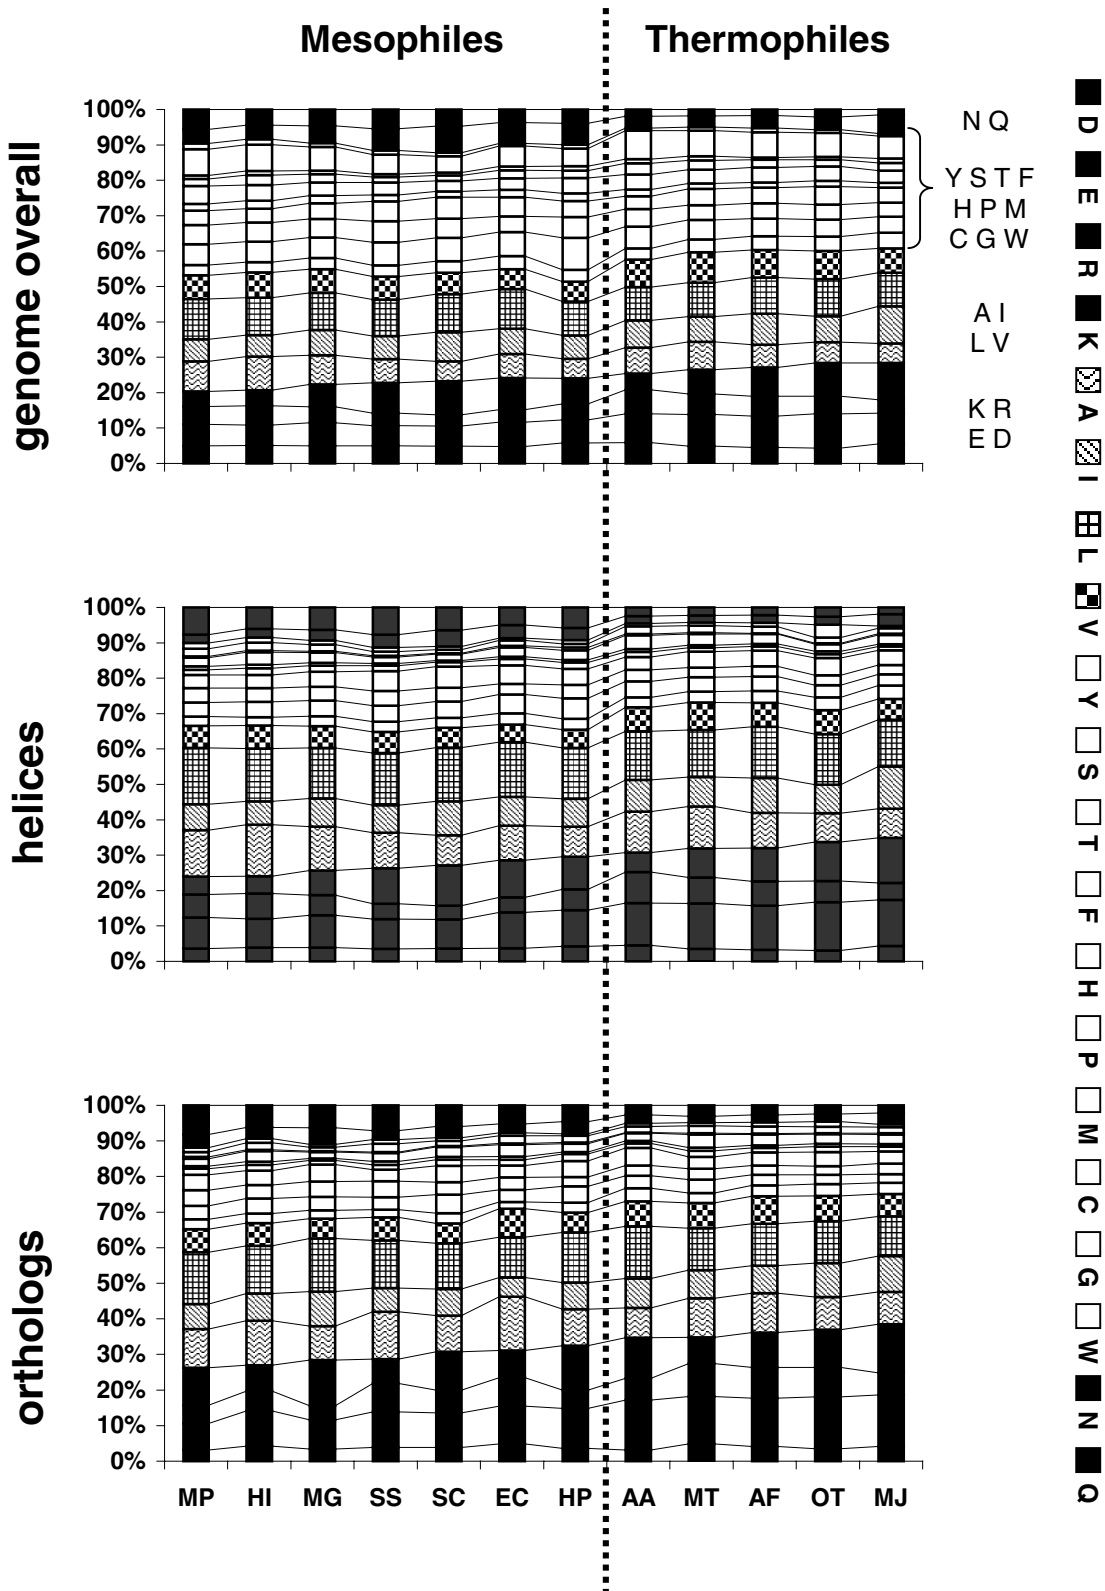 Mesophiles
Thermophiles
genome overall
100%
90%
80%
70%
60%
50%
40%
30%
20%
10%
0%
N Q
Y S T F
H P M
C G W
A I
L V
K R
E D
helices
100%
90%
80%
70%
60%
50%
40%
30%
20%
10%
0%
orthologs
100%
90%
80%
70%
60%
50%
40%
30%
20%
10%
0%
MP HI MG SS SC EC HP AA MT AF OT MJ
D E R K A I L V Y S T F H P M C G W N Q